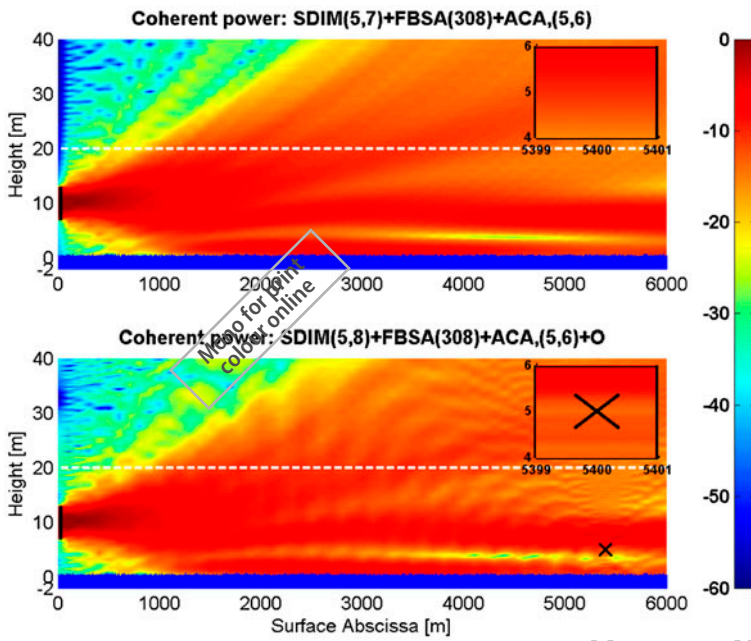 Coherent power: SDIM(5,7)+FBSA(308)+ACA,(5,6)
40
30
20
10
0
-2
Height [m]
0 1000 2000 3000 4000 5000 6000
6
5
4
5399 5400 5401
Mono for print
colour online
Coherent power: SDIM(5,8)+FBSA(308)+ACA,(5,6)+O
40
30
20
10
0
-2
Height [m]
0 1000 2000 3000 4000 5000 6000
Surface Abscissa [m]
6
5
4
5399 5400 5401
0
-10
-20
-30
-40
-50
-60